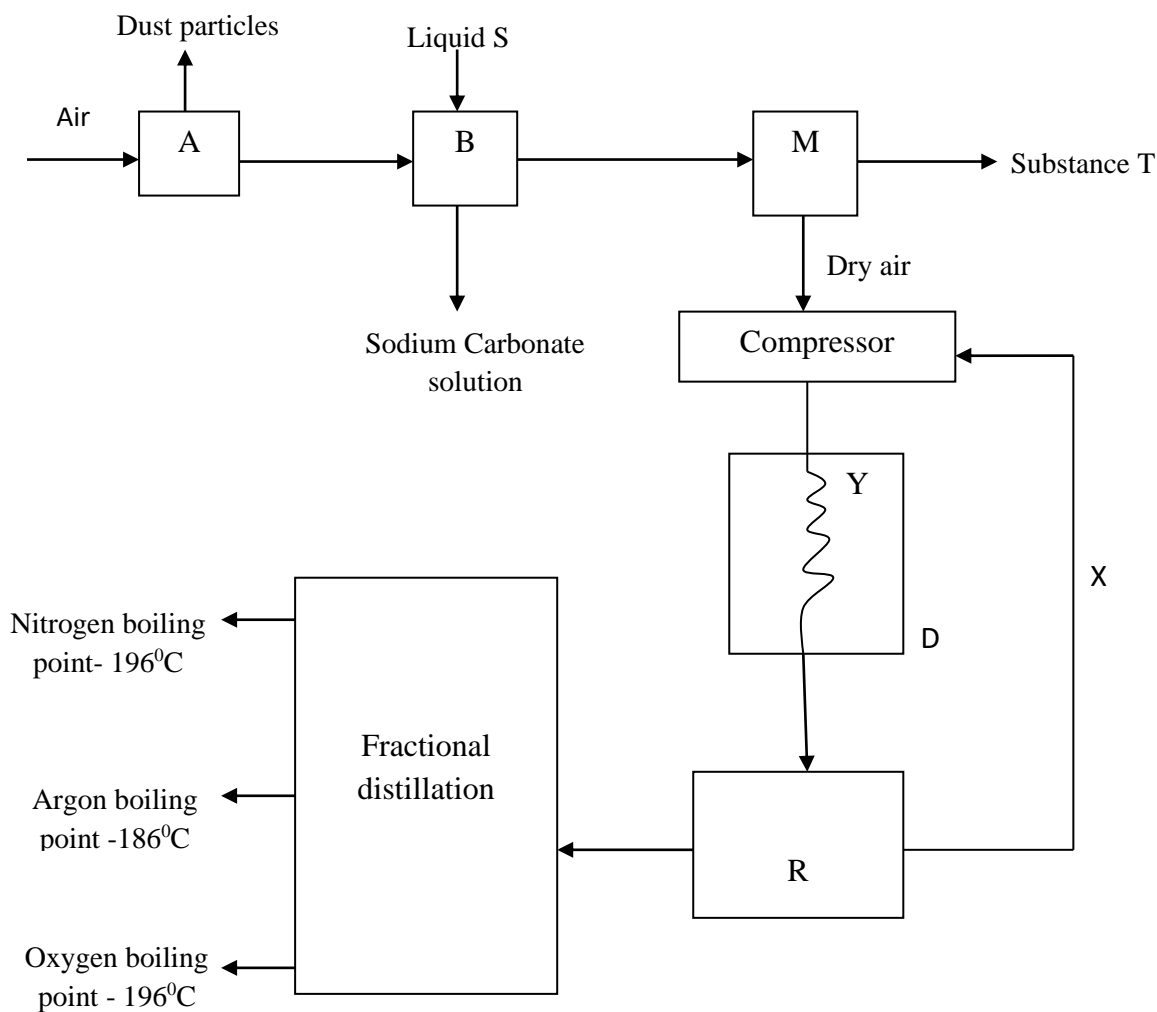 Dust particles
Liquid S
Air
A
B
M
Substance T
Dry air
Sodium Carbonate
solution
Compressor
Y
X
D
Nitrogen boiling
point- 196⁰C
Fractional
distillation
Argon boiling
point -186⁰C
R
Oxygen boiling
point - 196⁰C